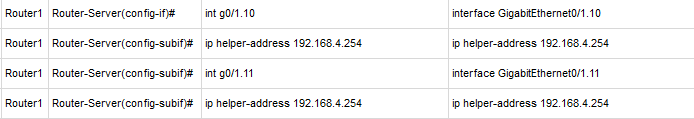 Router1 Router-Server(config-if)# int g0/1.10 interface GigabitEthernet0/1.10
Router1 Router-Server(config-subif)# ip helper-address 192.168.4.254 ip helper-address 192.168.4.254
Router1 Router-Server(config-subif)# int g0/1.11 interface GigabitEthernet0/1.11
Router1 Router-Server(config-subif)# ip helper-address 192.168.4.254 ip helper-address 192.168.4.254